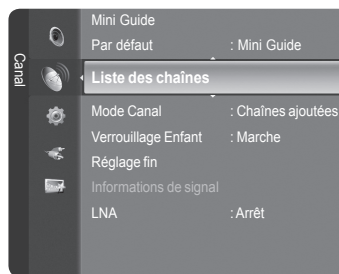 Canal
Mini Guide
Par défaut : Mini Guide
Liste des chaînes
Mode Canal : Chaînes ajoutées
Verrouillage Enfant : Marche
Réglage fin
Informations de signal
LNA : Arrêt